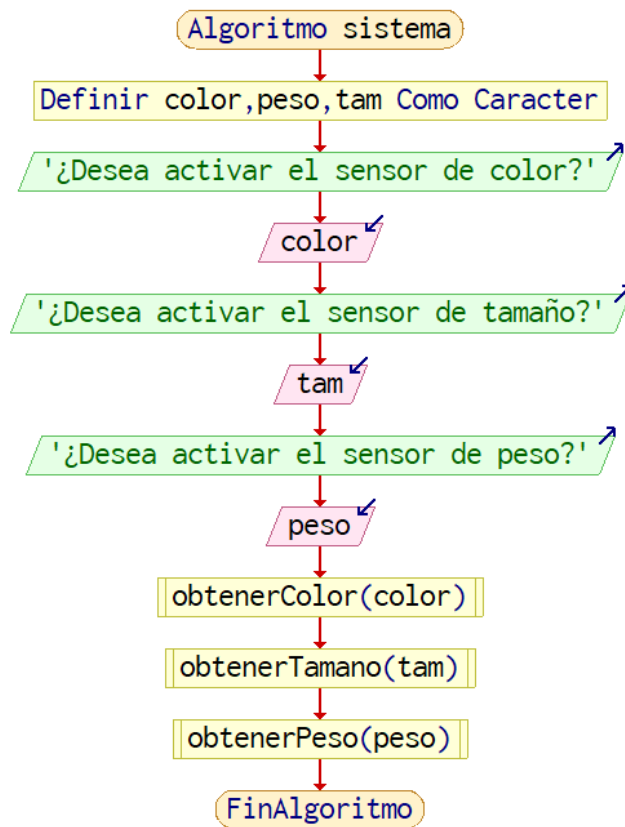 Algoritmo sistema
Definir color,peso,tam Como Caracter
'¿Desea activar el sensor de color?'
color
'¿Desea activar el sensor de tamaño?'
tam
'¿Desea activar el sensor de peso?'
peso
obtenerColor(color)
obtenerTamano(tam)
obtenerPeso(peso)
FinAlgoritmo